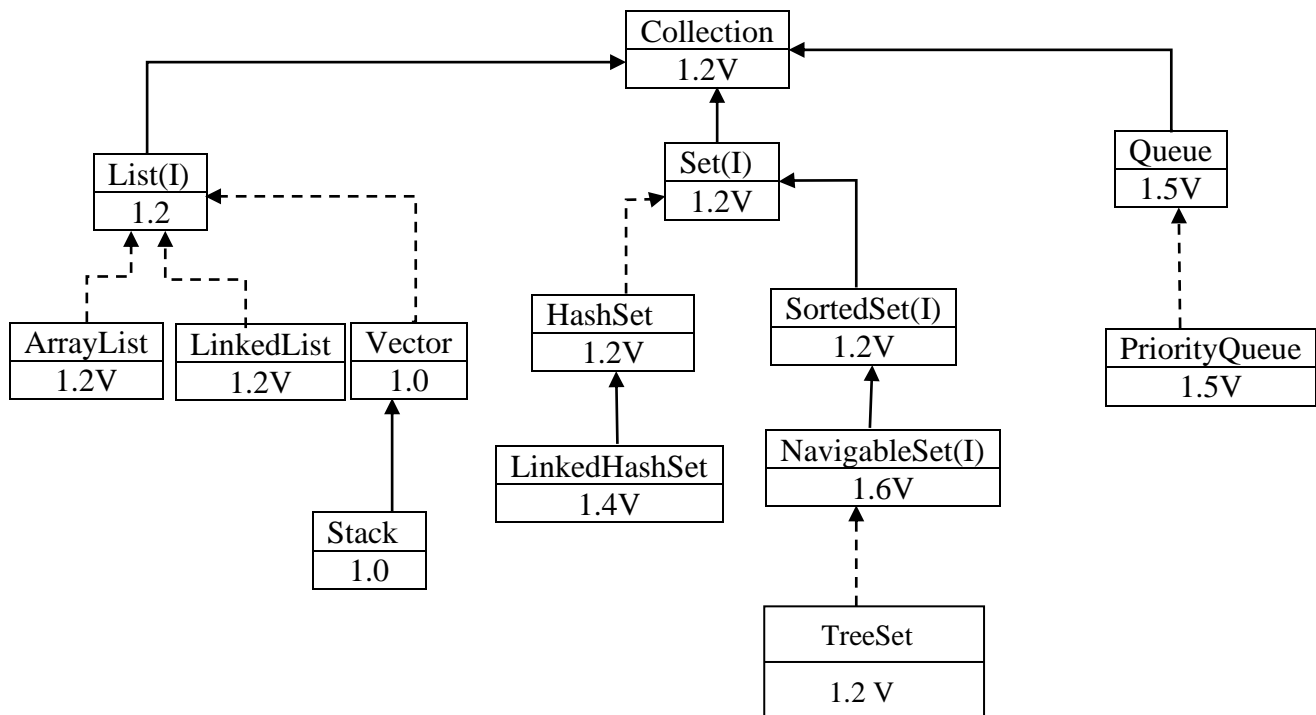 Collection
1.2V
List(I)
1.2
Set(I)
1.2V
Queue
1.5V
ArrayList
1.2V
LinkedList
1.2V
Vector
1.0
HashSet
1.2V
SortedSet(I)
1.2V
PriorityQueue
1.5V
LinkedHashSet
1.4V
NavigableSet(I)
1.6V
Stack
1.0
TreeSet
1.2 V